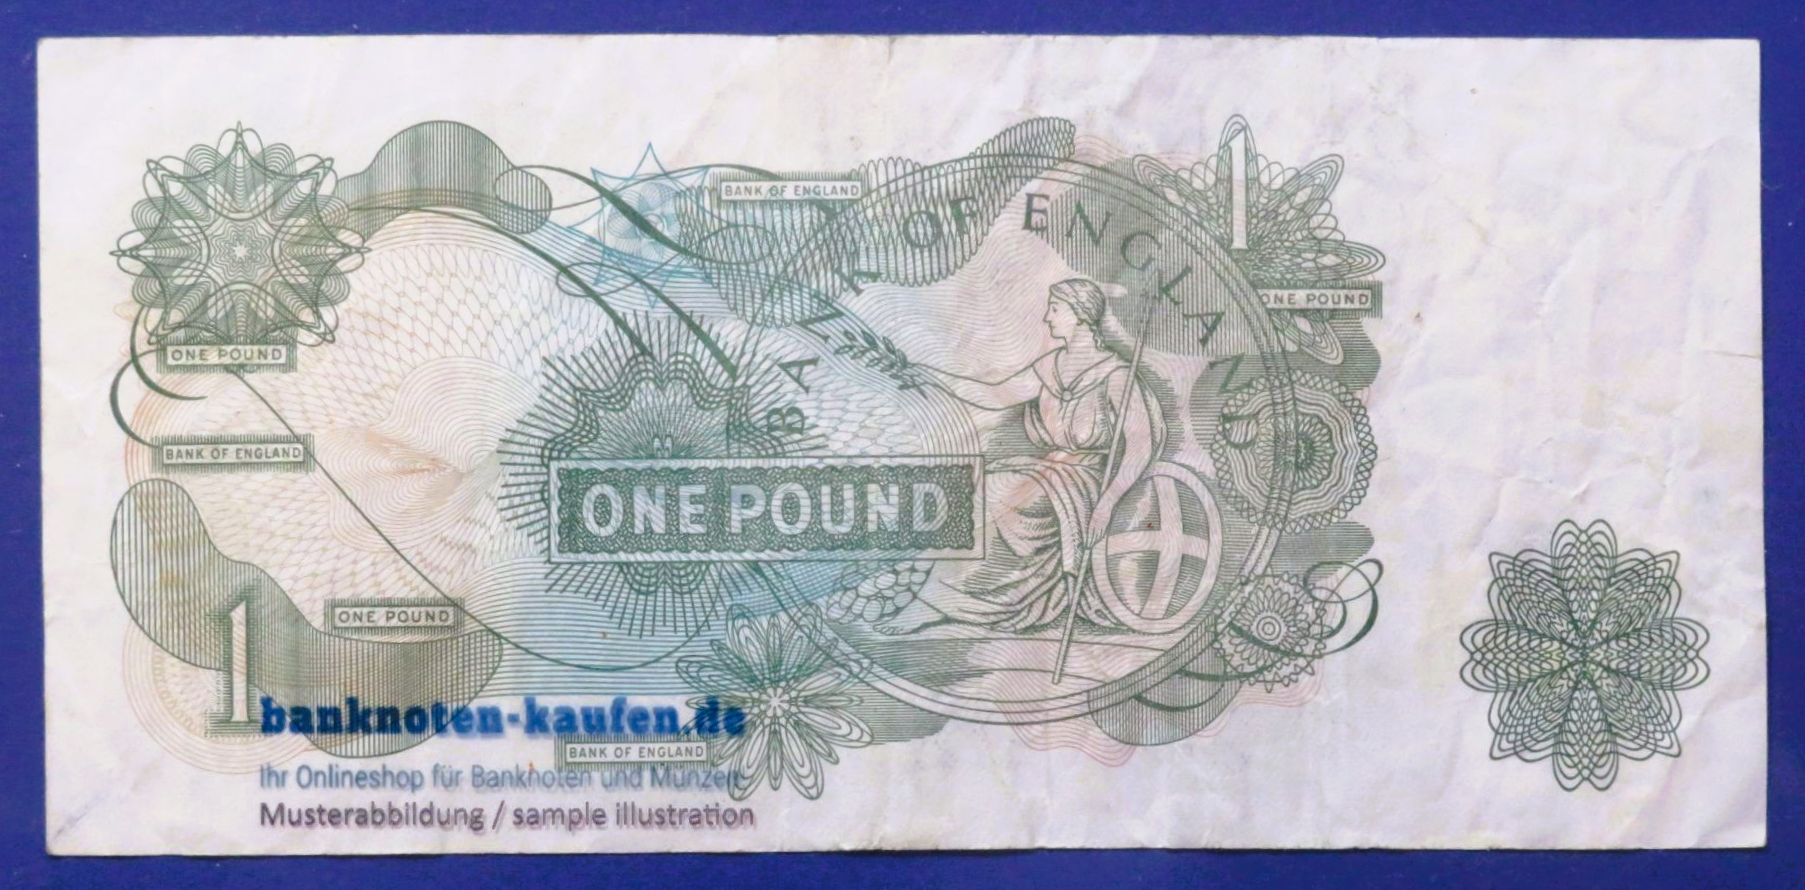 BANK OF ENGLAND
1
BANK OF ENGLAND
ONE POUND
ONE POUND
BANK OF ENGLAND
ONE POUND
ONE POUND
1
banknoten-kaufen.de
BANK OF ENGLAND
Ihr Onlineshop für Banknoten und Münzen
Musterabbildung / sample illustration